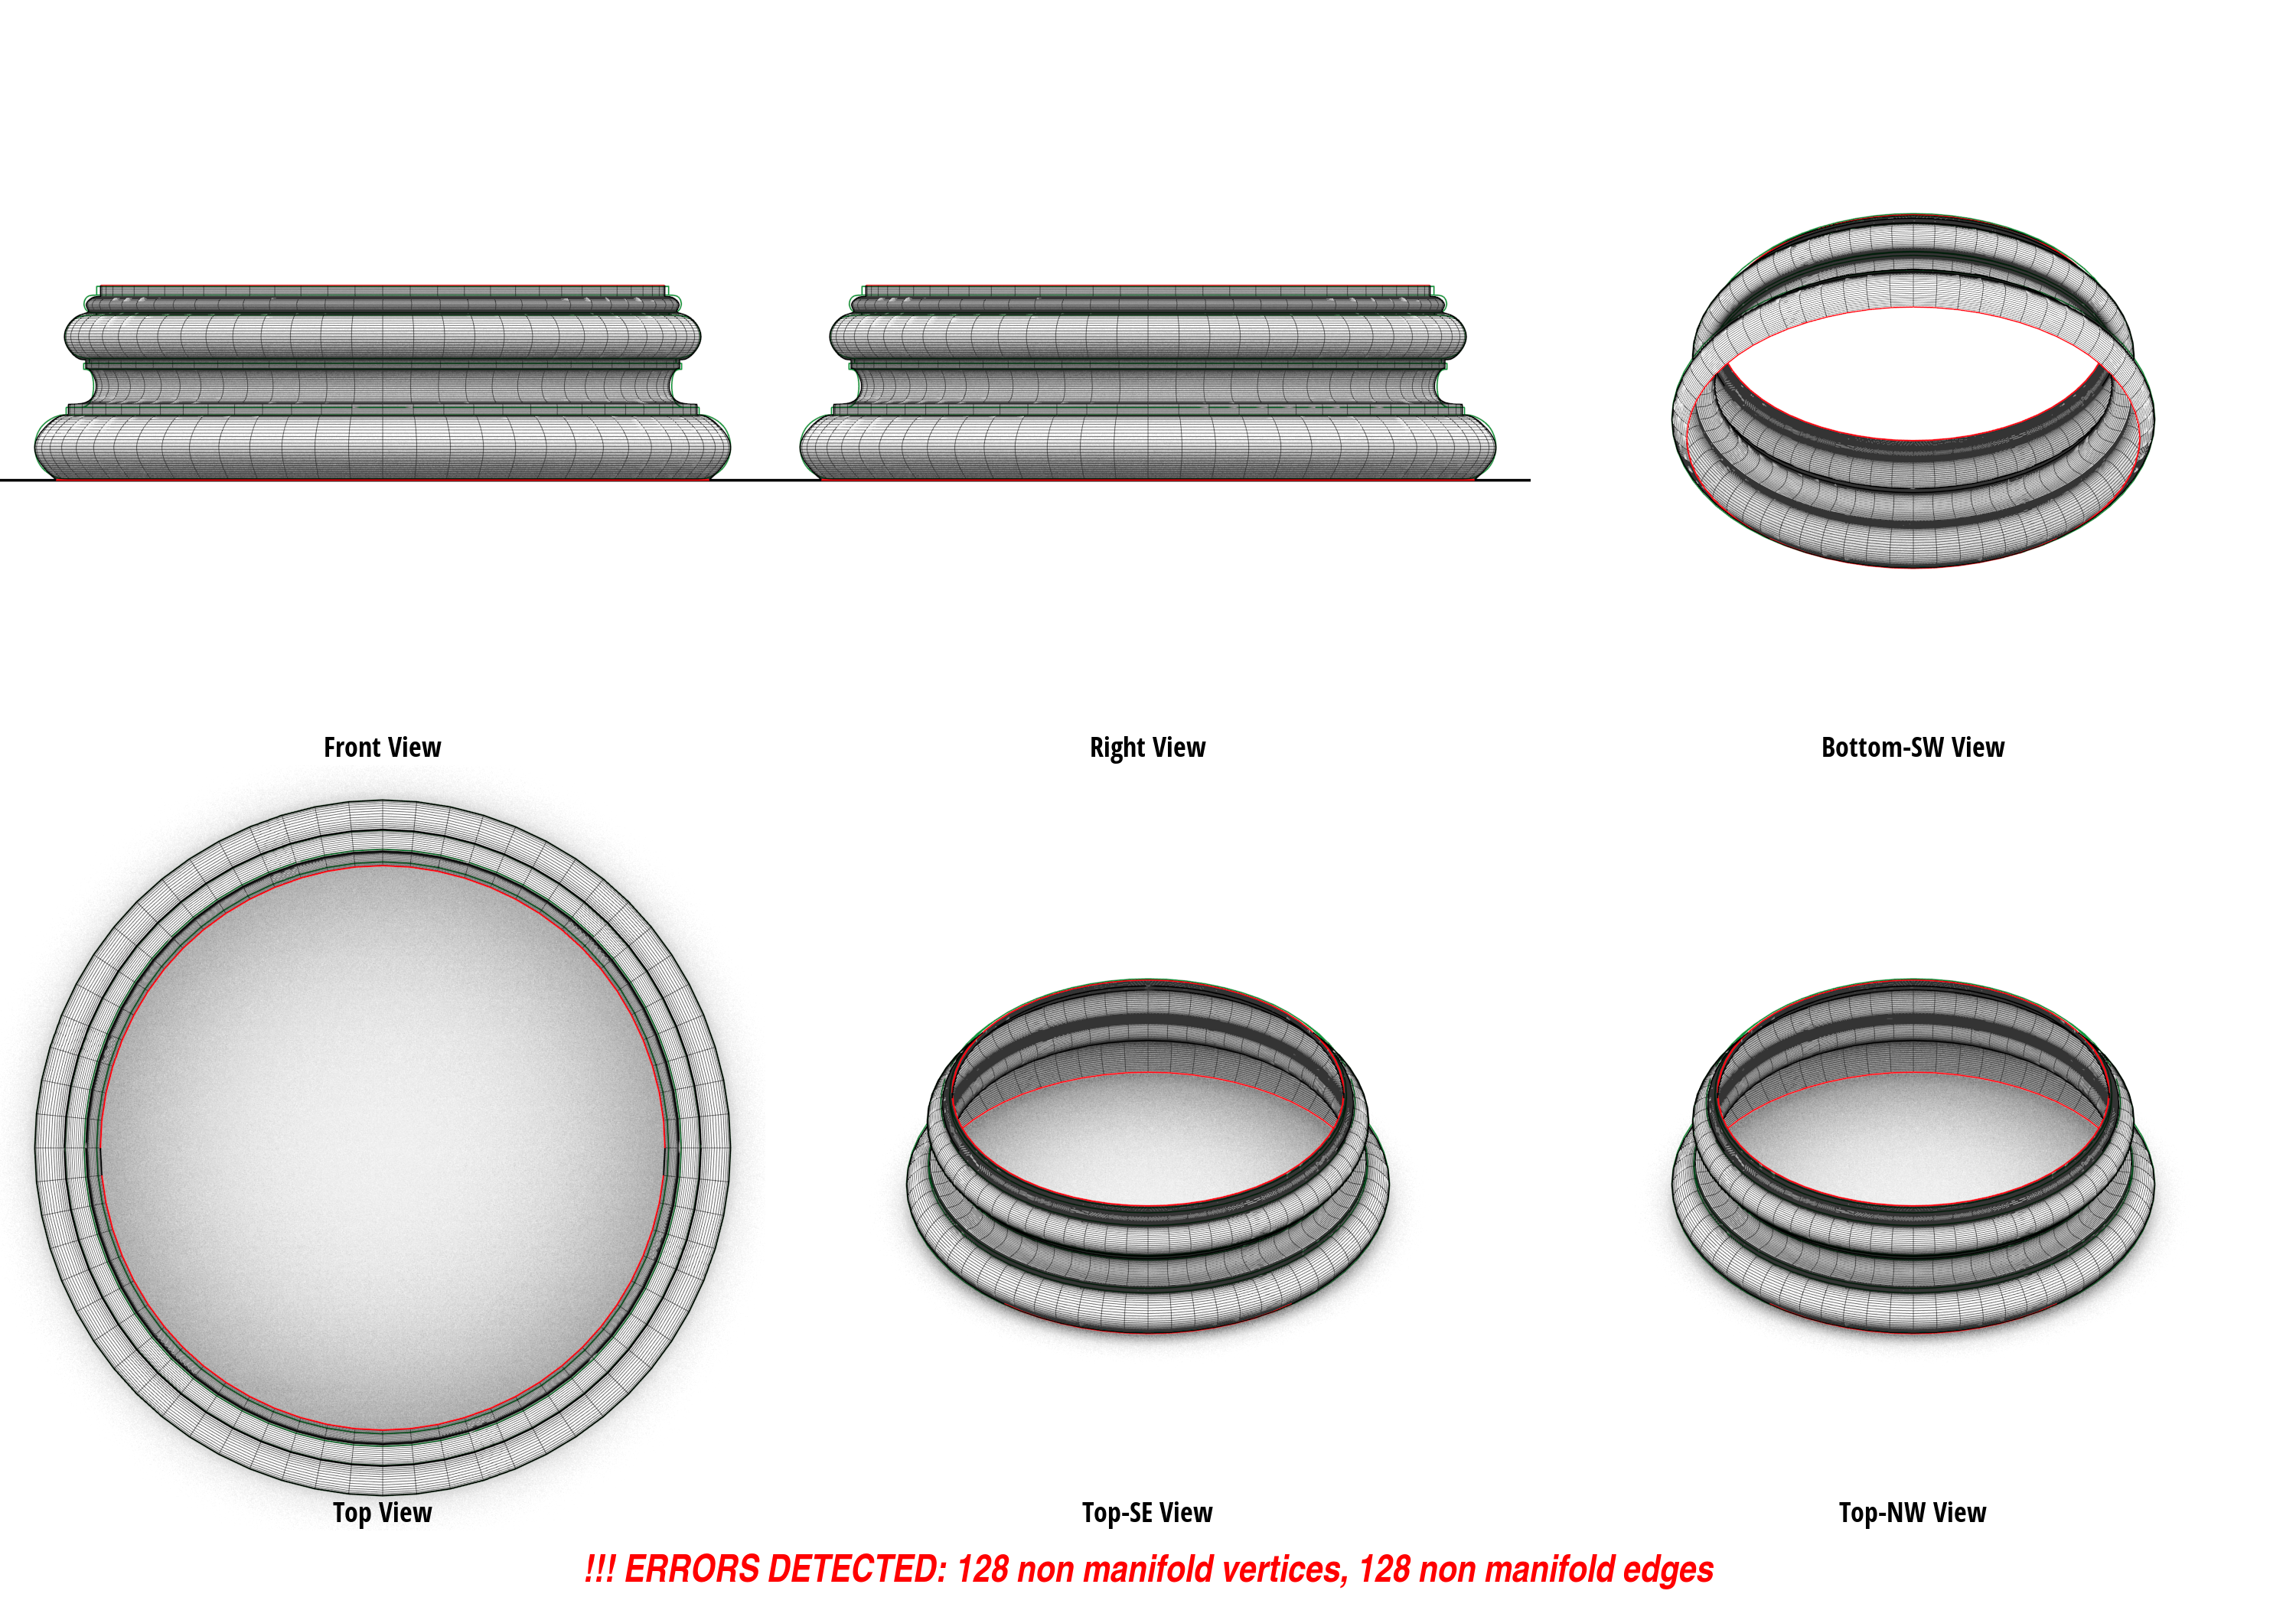 Front View
Right View
Bottom-SW View
Top View
Top-SE View
Top-NW View
!!! ERRORS DETECTED: 128 non manifold vertices, 128 non manifold edges